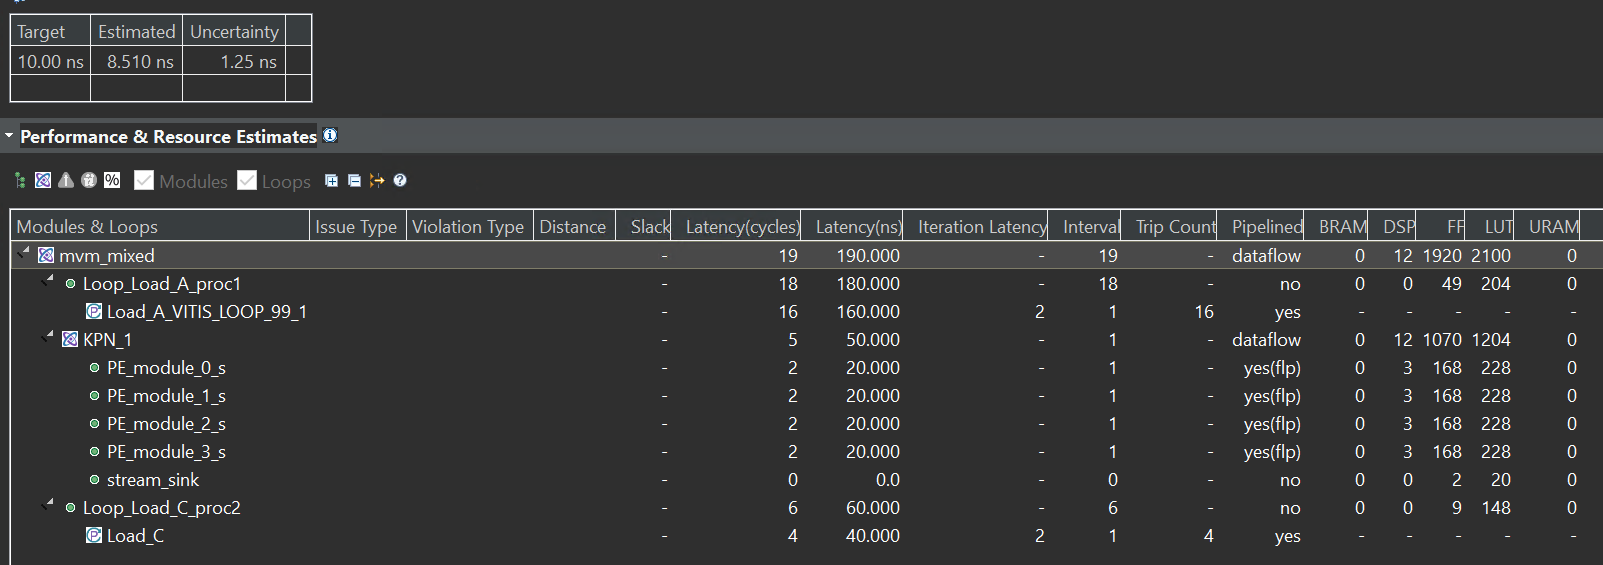 Target Estimated Uncertainty
10.00 ns 8.510 ns 1.25 ns
Performance & Resource Estimates
% Modules Loops
Modules & Loops Issue Type Violation Type Distance Slack Latency(cycles) Latency(ns) Iteration Latency Interval Trip Count Pipelined BRAM DSP FF LUT URAM
mvm_mixed - 19 190.000 - 19 - dataflow 0 12 1920 2100 0
Loop_Load_A_proc1 - 18 180.000 - 18 - no 0 0 49 204 0
Load_A_VITIS_LOOP_99_1 - 16 160.000 2 1 16 yes - - - - -
KPN_1 - 5 50.000 - 1 - dataflow 0 12 1070 1204 0
PE_module_0_s - 2 20.000 - 1 - yes(flp) 0 3 168 228 0
PE_module_1_s - 2 20.000 - 1 - yes(flp) 0 3 168 228 0
PE_module_2_s - 2 20.000 - 1 - yes(flp) 0 3 168 228 0
PE_module_3_s - 2 20.000 - 1 - yes(flp) 0 3 168 228 0
stream_sink - 0 0.0 - 0 - no 0 0 2 20 0
Loop_Load_C_proc2 - 6 60.000 - 6 - no 0 0 9 148 0
Load_C - 4 40.000 2 1 4 yes - - - - -